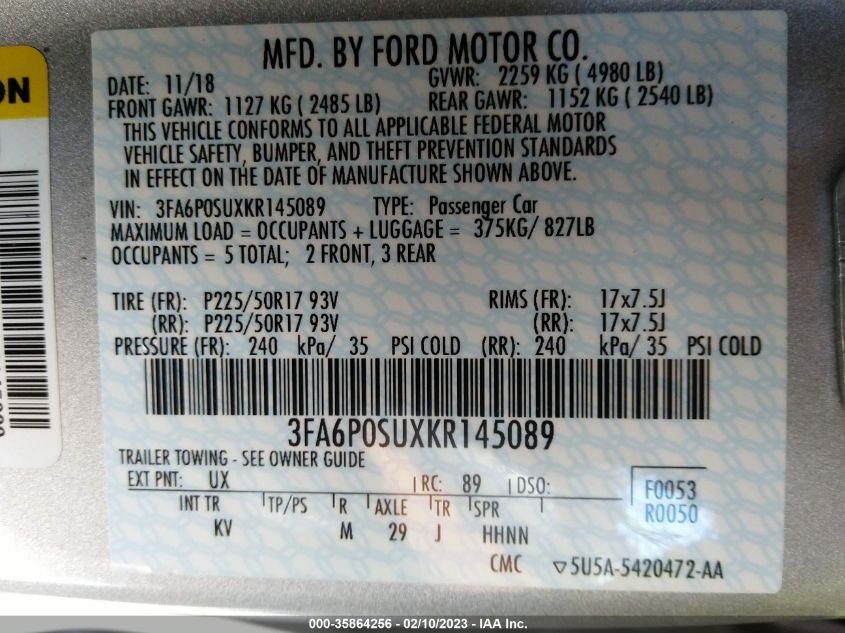 MFD. BY FORD MOTOR CO.
DATE: 11/18 GVWR: 2259 KG ( 4980 LB)
FRONT GAWR: 1127 KG ( 2485 LB) REAR GAWR: 1152 KG ( 2540 LB)
THIS VEHICLE CONFORMS TO ALL APPLICABLE FEDERAL MOTOR
VEHICLE SAFETY, BUMPER, AND THEFT PREVENTION STANDARDS
IN EFFECT ON THE DATE OF MANUFACTURE SHOWN ABOVE.
VIN: 3FA6P0SUXKR145089 TYPE: Passenger Car
MAXIMUM LOAD = OCCUPANTS + LUGGAGE = 375KG/ 827LB
OCCUPANTS = 5 TOTAL; 2 FRONT, 3 REAR
TIRE (FR): P225/50R17 93V RIMS (FR): 17x7.5J
(RR): P225/50R17 93V (RR): 17x7.5J
PRESSURE (FR): 240 kPa/ 35 PSI COLD (RR): 240 kPa/ 35 PSI COLD
3FA6P0SUXKR145089
TRAILER TOWING - SEE OWNER GUIDE
EXT PNT: UX RC: 89 DSO: F0053
R0050
INT TR TP/PS R AXLE TR SPR
KV M 29 J HHNN
CMC ▽5U5A-5420472-AA
ON
000-35864256 - 02/10/2023 - IAA Inc.